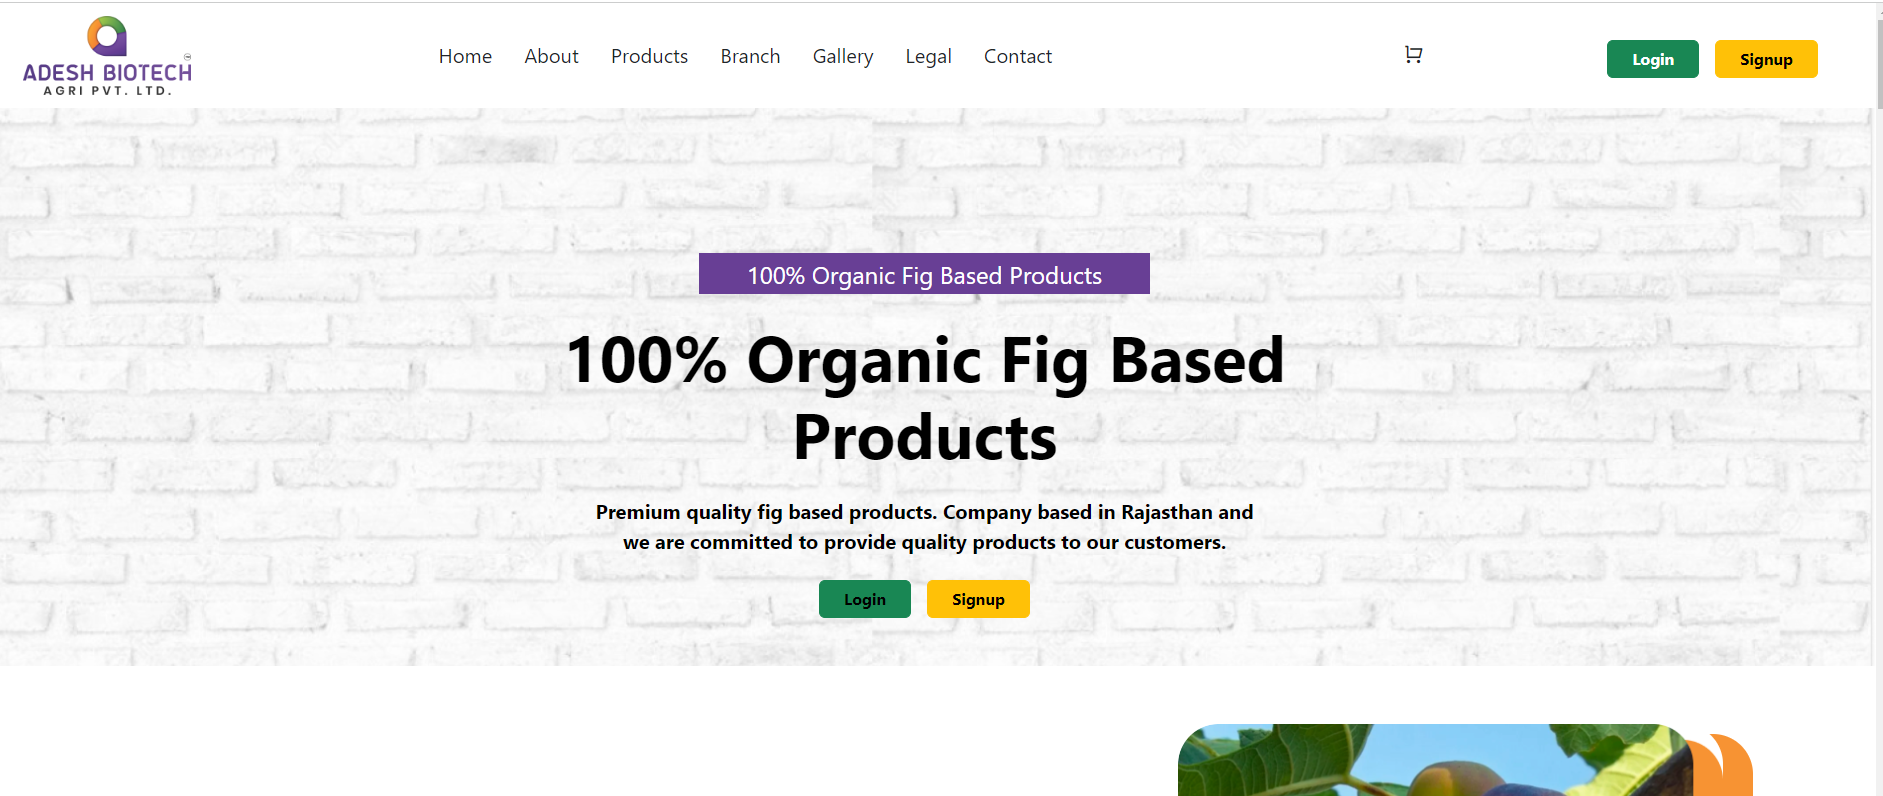 ADESH BIOTECH
AGRI PVT. LTD.
Home About Products Branch Gallery Legal Contact
Login Signup
100% Organic Fig Based Products
100% Organic Fig Based
Products
Premium quality fig based products. Company based in Rajasthan and
we are committed to provide quality products to our customers.
Login Signup